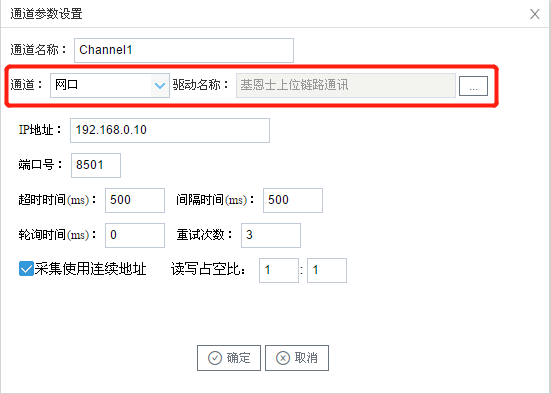 通道参数设置
通道名称： Channel1
通道： 网口 驱动名称： 基恩士上位链路通讯 ...
IP地址： 192.168.0.10
端口号： 8501
超时时间(ms)： 500 间隔时间(ms)： 500
轮询时间(ms)： 0 重试次数： 3
采集使用连续地址 读写占空比： 1 : 1
确定 取消